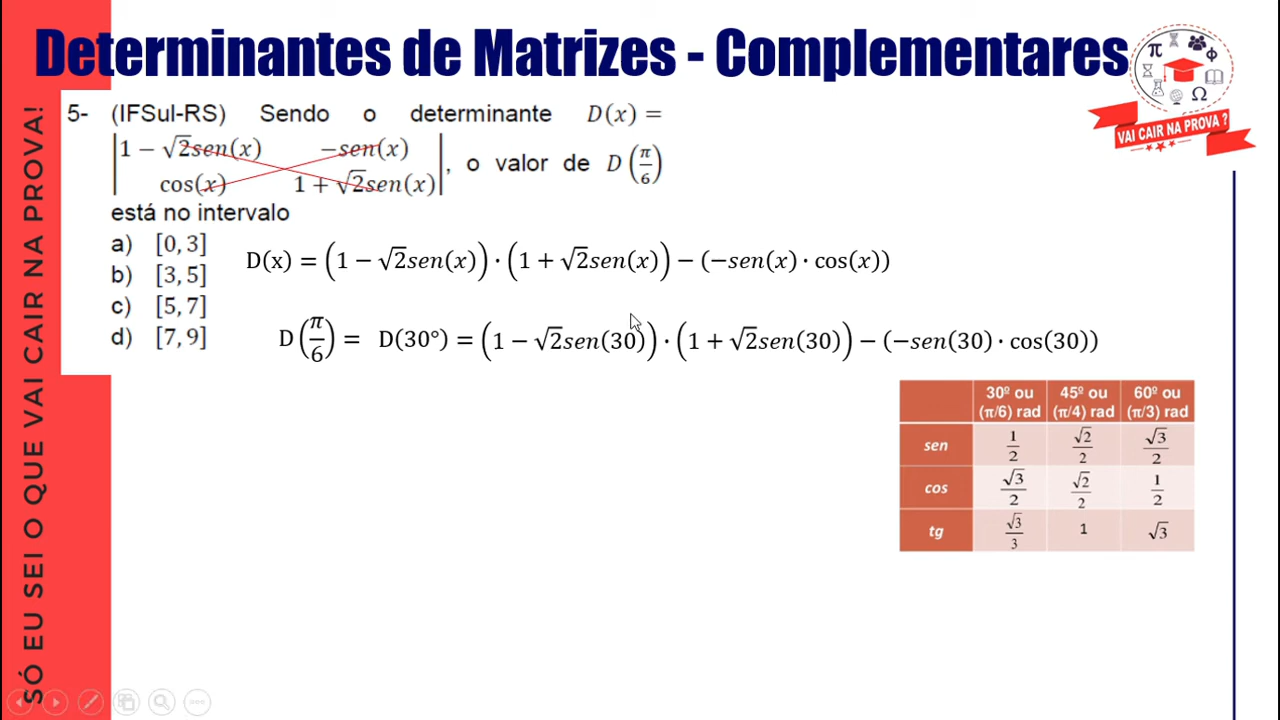 Determinantes de Matrizes - Complementares
π
Φ
Ω
VAI CAIR NA PROVA ?
SÓ EU SEI O QUE VAI CAIR NA PROVA!
5- (IFSul-RS) Sendo o determinante D(x) =
|1 − √2sen(x) −sen(x)|
|cos(x) 1 + √2sen(x)|, o valor de D(π/6)
está no intervalo
a) [0, 3]
b) [3, 5]
c) [5, 7]
d) [7, 9]
D(x) = (1 − √2sen(x)) · (1 + √2sen(x)) − (−sen(x) · cos(x))
D(π/6) = D(30°) = (1 − √2sen(30)) · (1 + √2sen(30)) − (−sen(30) · cos(30))
30º ou (π/6) rad 45º ou (π/4) rad 60º ou (π/3) rad
sen 1/2 √2/2 √3/2
cos √3/2 √2/2 1/2
tg √3/3 1 √3